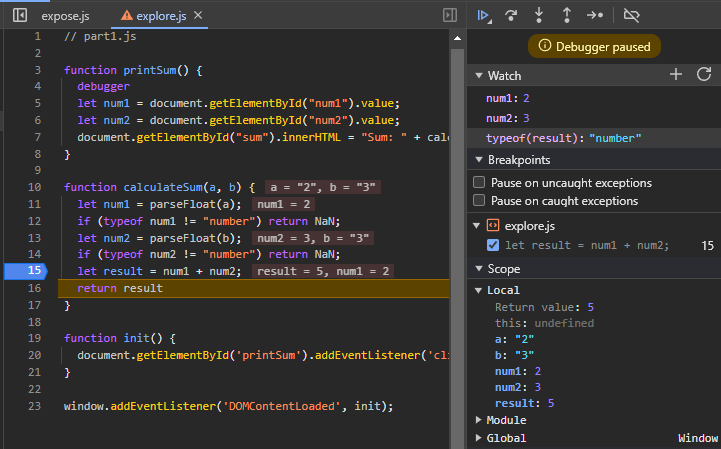 expose.js explore.js
1 // part1.js
2
3 function printSum() {
4 debugger
5 let num1 = document.getElementById("num1").value;
6 let num2 = document.getElementById("num2").value;
7 document.getElementById("sum").innerHTML = "Sum: " + calc
8 }
9
10 function calculateSum(a, b) { a = "2", b = "3"
11 let num1 = parseFloat(a); num1 = 2
12 if (typeof num1 != "number") return NaN;
13 let num2 = parseFloat(b); num2 = 3, b = "3"
14 if (typeof num2 != "number") return NaN;
15 let result = num1 + num2; result = 5, num1 = 2
16 return result
17 }
18
19 function init() {
20 document.getElementById('printSum').addEventListener('cli
21 }
22
23 window.addEventListener('DOMContentLoaded', init);
Debugger paused
Watch
num1: 2
num2: 3
typeof(result): "number"
Breakpoints
Pause on uncaught exceptions
Pause on caught exceptions
explore.js
let result = num1 + num2; 15
Scope
Local
Return value: 5
this: undefined
a: "2"
b: "3"
num1: 2
num2: 3
result: 5
Module
Global Window